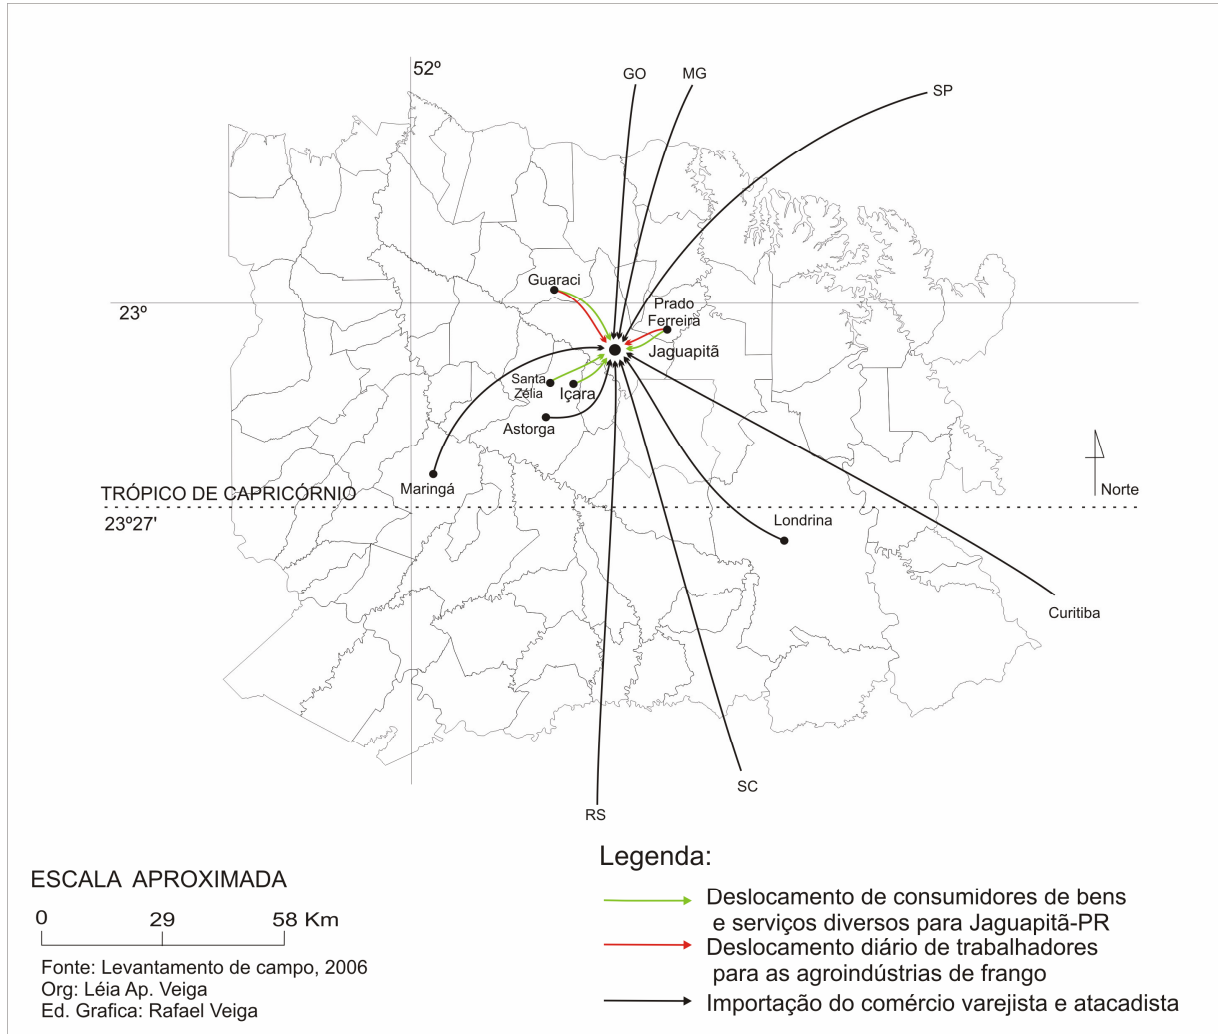 52º
GO
MG
SP
Guaraci
23º
Prado
Ferreira
Jaguapitã
Santa
Zélia
Içara
Astorga
Maringá
TRÓPICO DE CAPRICÓRNIO
Norte
23º27'
Londrina
Curitiba
SC
RS
Legenda:
ESCALA APROXIMADA
0 29 58 Km
Deslocamento de consumidores de bens
e serviços diversos para Jaguapitã-PR
Deslocamento diário de trabalhadores
para as agroindústrias de frango
Importação do comércio varejista e atacadista
Fonte: Levantamento de campo, 2006
Org: Léia Ap. Veiga
Ed. Grafica: Rafael Veiga